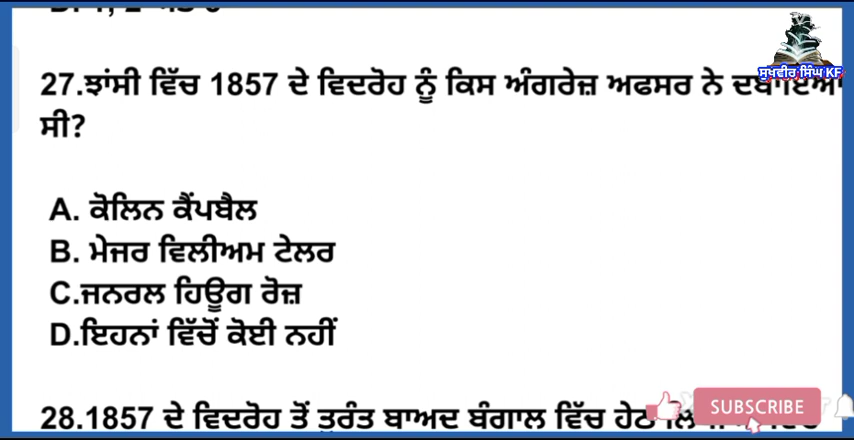 27.ਝਾਂਸੀ ਵਿੱਚ 1857 ਦੇ ਵਿਦਰੋਹ ਨੂੰ ਕਿਸ ਅੰਗਰੇਜ਼ ਅਫਸਰ ਨੇ ਦਬਾਇਆ
ਸੀ?
A. ਕੋਲਿਨ ਕੈਂਪਬੈਲ
B. ਮੇਜਰ ਵਿਲੀਅਮ ਟੇਲਰ
C.ਜਨਰਲ ਹਿਊਗ ਰੋਜ਼
D.ਇਹਨਾਂ ਵਿੱਚੋਂ ਕੋਈ ਨਹੀਂ
28.1857 ਦੇ ਵਿਦਰੋਹ ਤੋਂ ਤੁਰੰਤ ਬਾਅਦ ਬੰਗਾਲ ਵਿੱਚ ਹੇਠ
ਸੁਖਵੀਰ ਸਿੰਘ KF
SUBSCRIBE